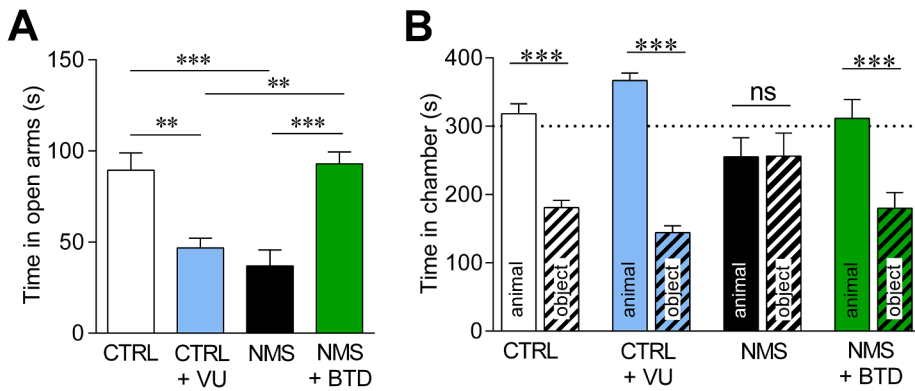 A
Time in open arms (s)
150
100
50
0
***
**
**
***
CTRL
CTRL
+ VU
NMS
NMS
+ BTD
B
Time in chamber (s)
400
300
200
100
0
***
***
ns
***
animal
object
animal
object
animal
object
animal
object
CTRL
CTRL
+ VU
NMS
NMS
+ BTD